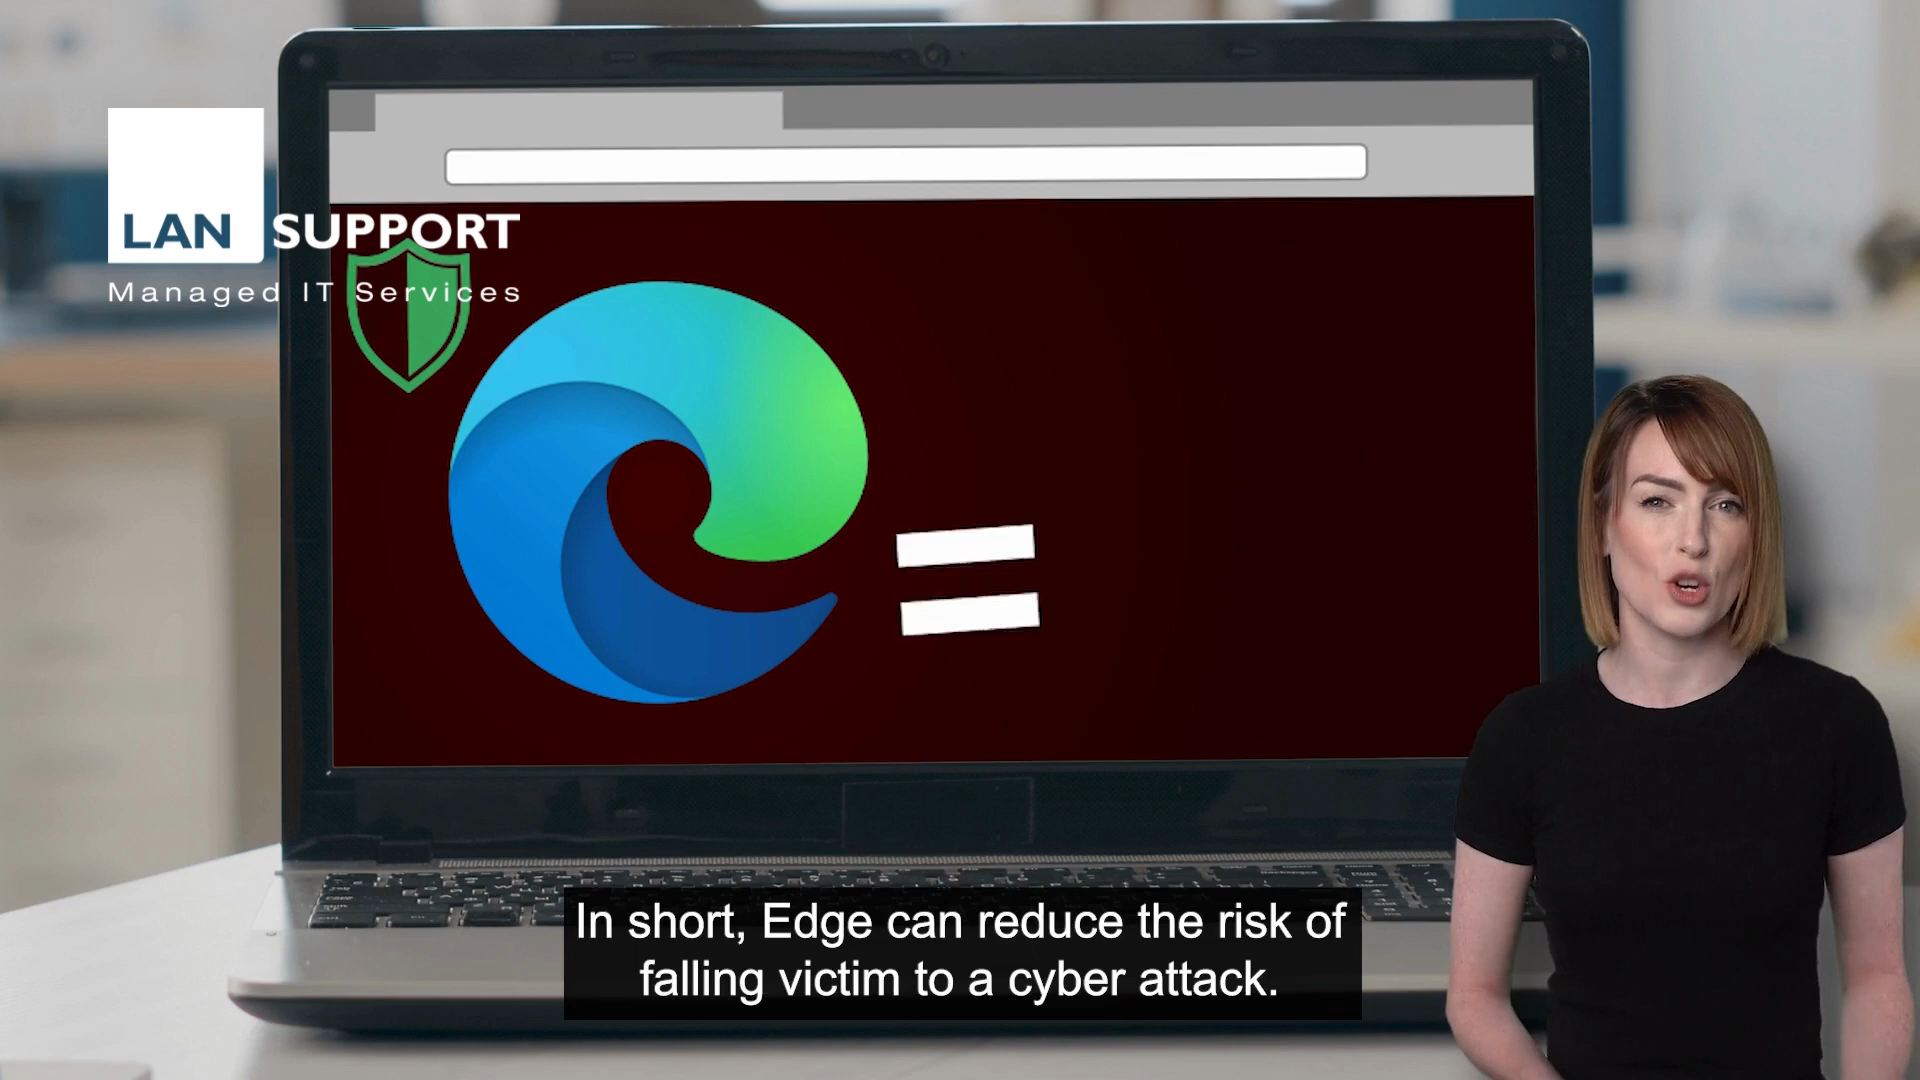 LAN SUPPORT
Managed IT Services
In short, Edge can reduce the risk of
falling victim to a cyber attack.